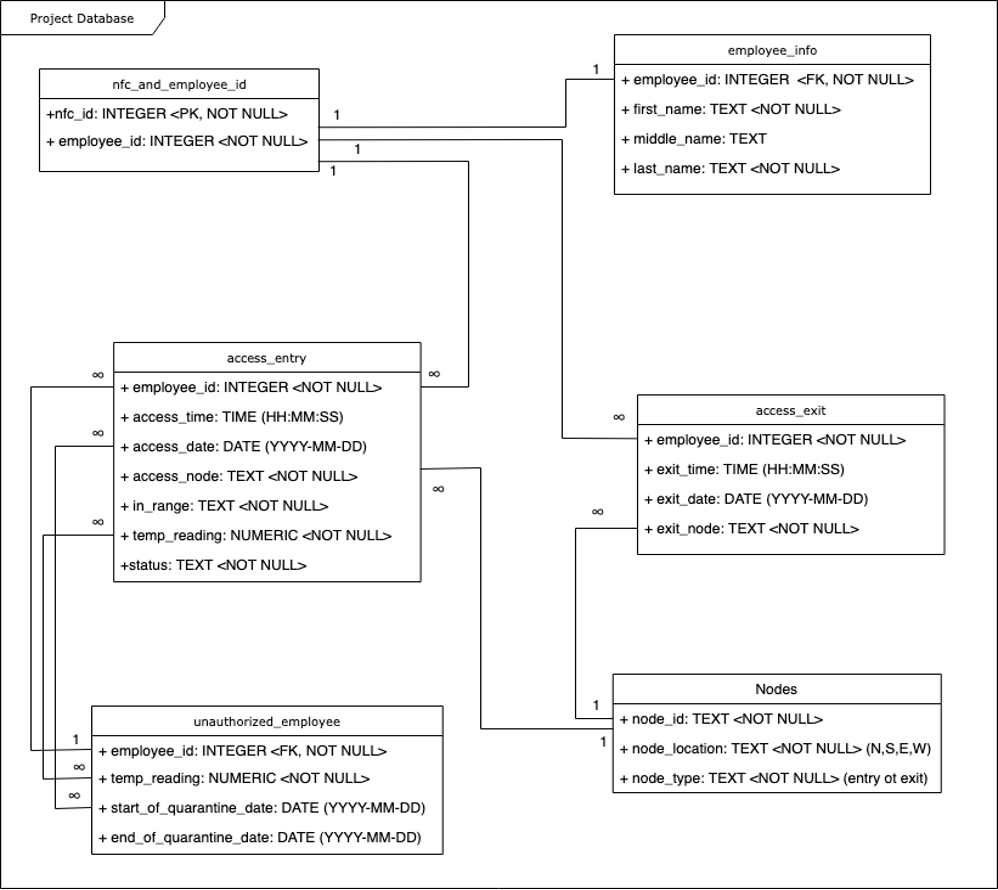 Project Database
nfc_and_employee_id
+nfc_id: INTEGER <PK, NOT NULL>
+ employee_id: INTEGER <NOT NULL>
1
1
1
1
employee_info
+ employee_id: INTEGER  <FK, NOT NULL>
+ first_name: TEXT <NOT NULL>
+ middle_name: TEXT
+ last_name: TEXT <NOT NULL>
access_entry
+ employee_id: INTEGER <NOT NULL>
+ access_time: TIME (HH:MM:SS)
+ access_date: DATE (YYYY-MM-DD)
+ access_node: TEXT <NOT NULL>
+ in_range: TEXT <NOT NULL>
+ temp_reading: NUMERIC <NOT NULL>
+status: TEXT <NOT NULL>
∞
∞
∞
∞
∞
access_exit
+ employee_id: INTEGER <NOT NULL>
+ exit_time: TIME (HH:MM:SS)
+ exit_date: DATE (YYYY-MM-DD)
+ exit_node: TEXT <NOT NULL>
∞
∞
unauthorized_employee
+ employee_id: INTEGER <FK, NOT NULL>
+ temp_reading: NUMERIC <NOT NULL>
+ start_of_quarantine_date: DATE (YYYY-MM-DD)
+ end_of_quarantine_date: DATE (YYYY-MM-DD)
1
∞
∞
Nodes
+ node_id: TEXT <NOT NULL>
+ node_location: TEXT <NOT NULL> (N,S,E,W)
+ node_type: TEXT <NOT NULL> (entry ot exit)
1
1